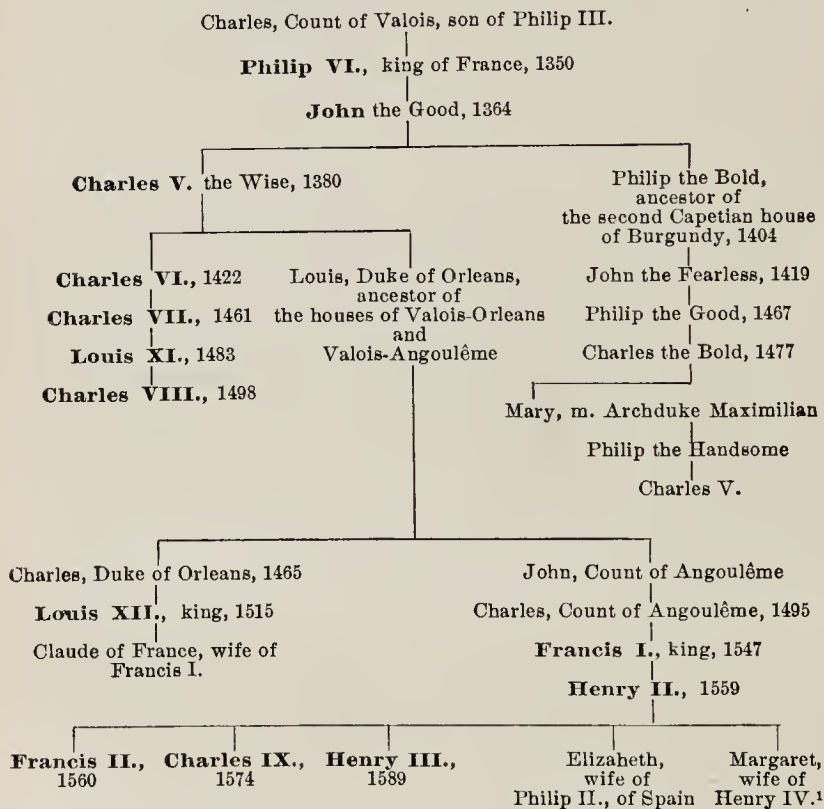 Charles, Count of Valois, son of Philip III.
Philip VI., king of France, 1350
John the Good, 1364
Charles V. the Wise, 1380
Philip the Bold,
ancestor of
the second Capetian house
of Burgundy, 1404
Charles VI., 1422
Charles VII., 1461
Louis XI., 1483
Charles VIII., 1498
Louis, Duke of Orleans,
ancestor of
the houses of Valois-Orleans
and
Valois-Angoulême
John the Fearless, 1419
Philip the Good, 1467
Charles the Bold, 1477
Mary, m. Archduke Maximilian
Philip the Handsome
Charles V.
Charles, Duke of Orleans, 1465
Louis XII., king, 1515
Claude of France, wife of
Francis I.
John, Count of Angoulême
Charles, Count of Angoulême, 1495
Francis I., king, 1547
Henry II., 1559
Francis II.,
1560
Charles IX.,
1574
Henry III.,
1589
Elizaheth,
wife of
Philip II., of Spain
Margaret,
wife of
Henry IV.¹